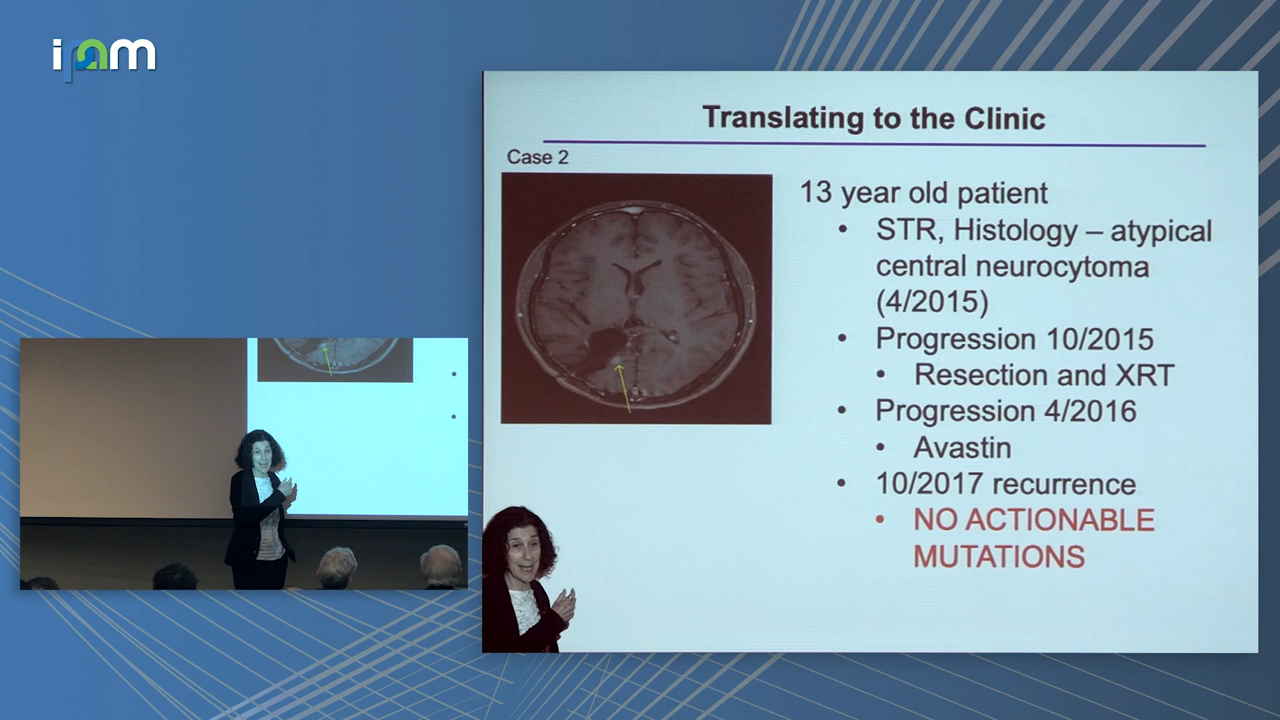 ipam
Translating to the Clinic
Case 2
13 year old patient
• STR, Histology – atypical
central neurocytoma
(4/2015)
• Progression 10/2015
• Resection and XRT
• Progression 4/2016
• Avastin
• 10/2017 recurrence
• NO ACTIONABLE
MUTATIONS